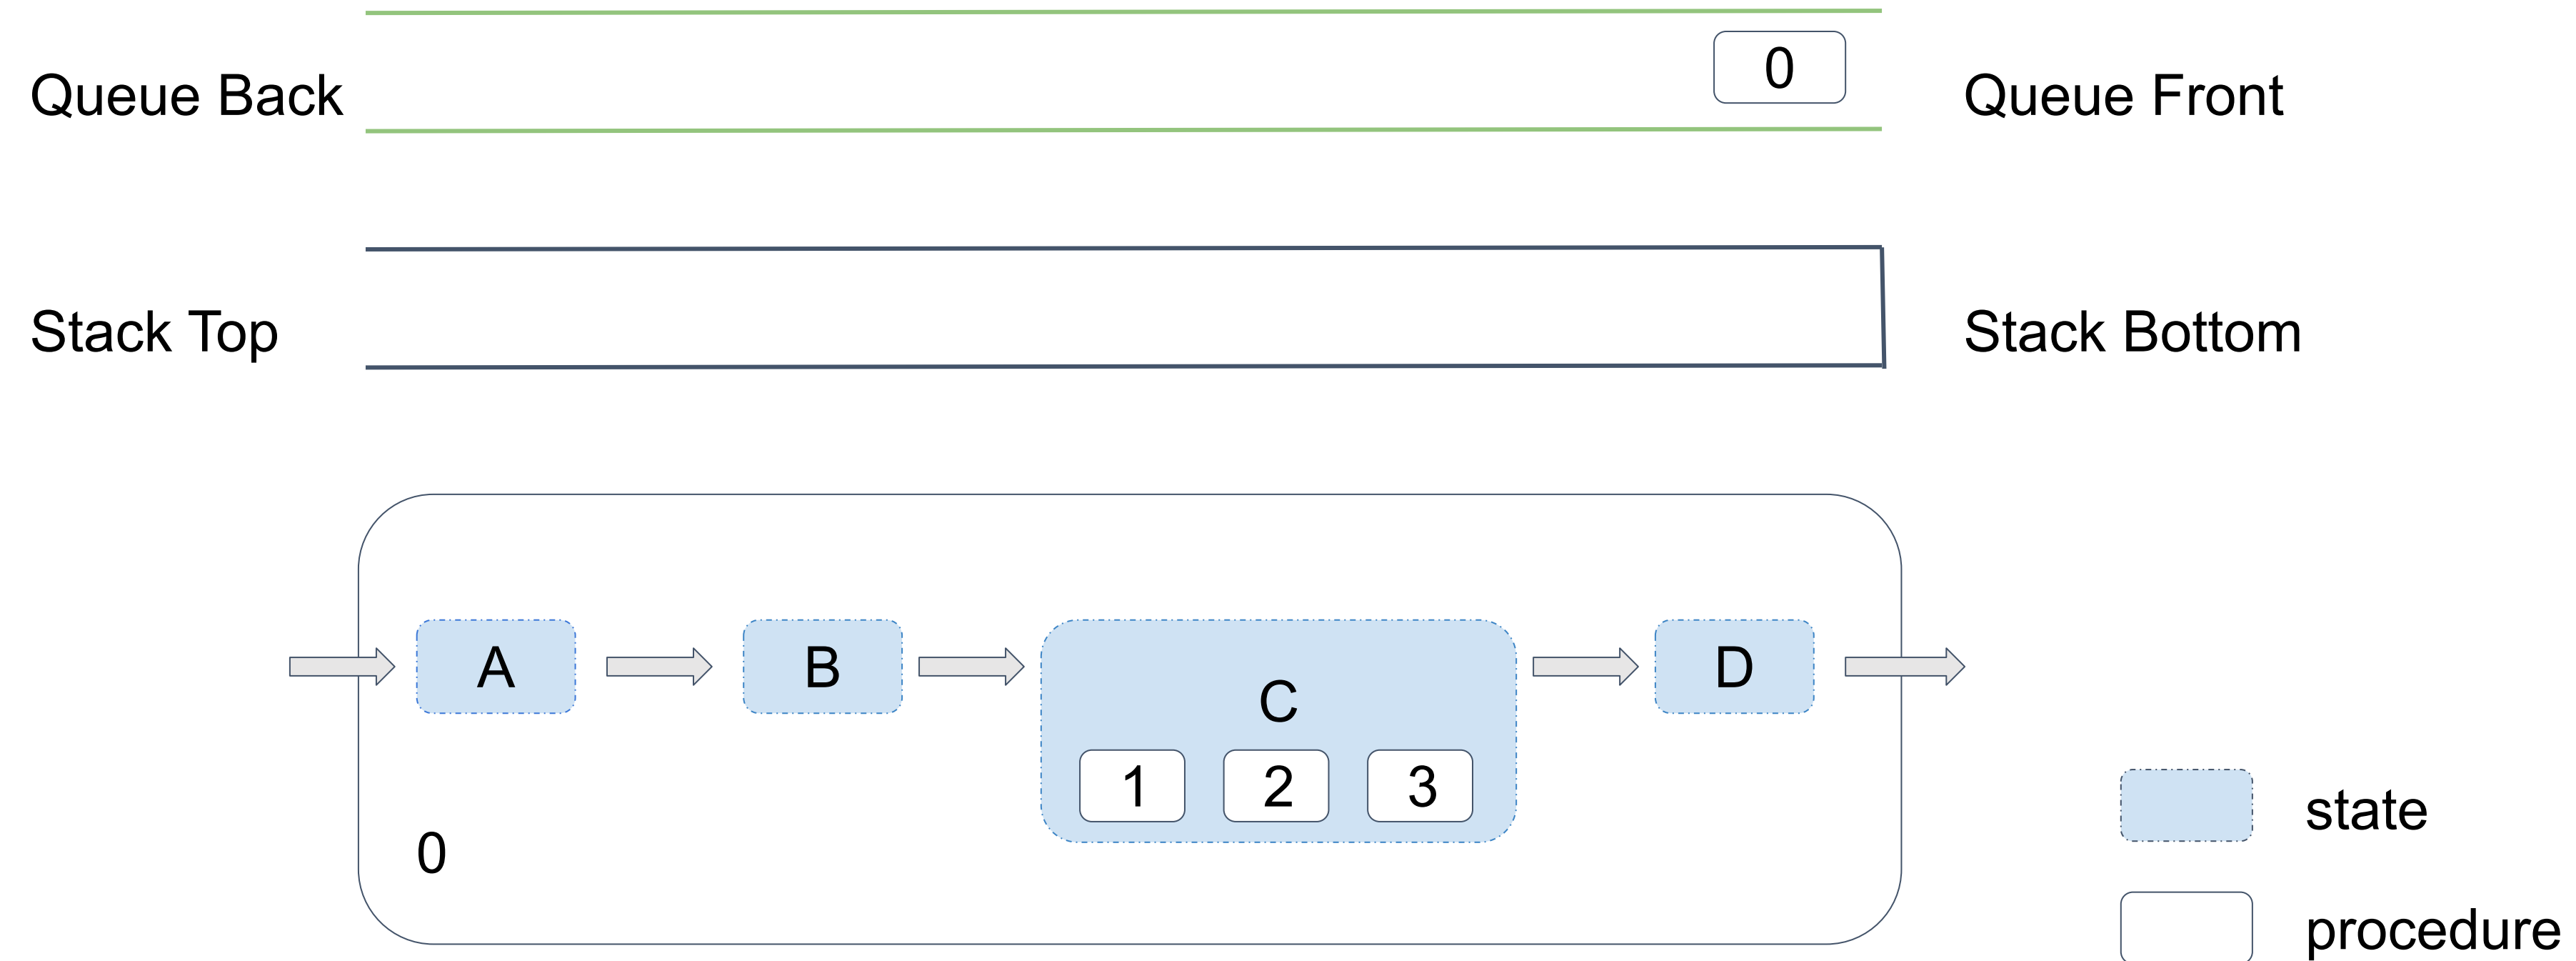 0
Queue Back
Queue Front
Stack Top
Stack Bottom
A
B
C
D
1
2
3
0
state
procedure